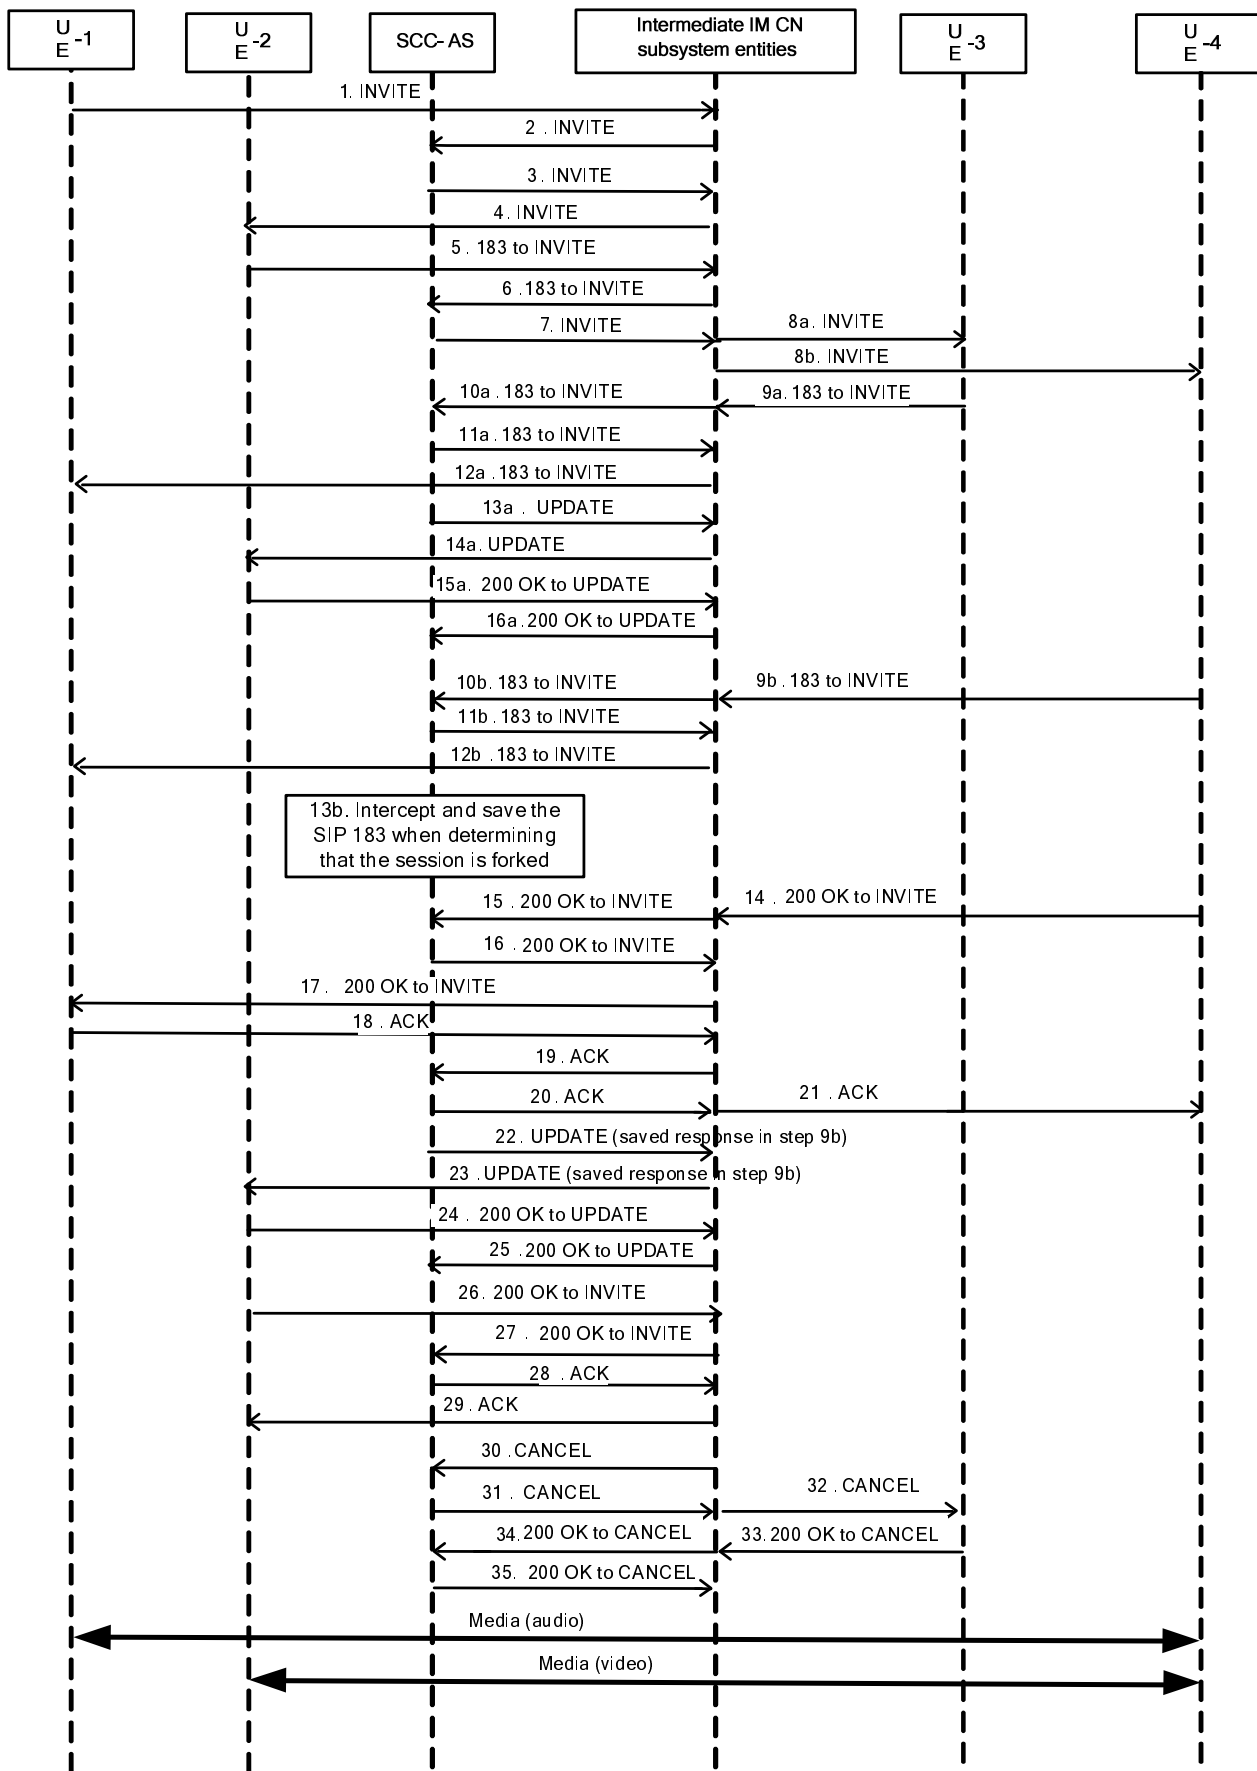 U
E -1
U
E -2
SCC-AS
Intermediate IM CN
subsystem entities
U
E -3
U
E -4
1. INVITE
2 . INVITE
3. INVITE
4. INVITE
5 . 183 to INVITE
6 .183 to INVITE
7. INVITE
8a. INVITE
8b. INVITE
10a .183 to INVITE
9a. 183 to INVITE
11a . 183 to INVITE
12a .183 to INVITE
13a . UPDATE
14a. UPDATE
15a. 200 OK to UPDATE
16a.200 OK to UPDATE
10b. 183 to INVITE
9b .183 to INVITE
11b .183 to INVITE
12b .183 to INVITE
13b. Intercept and save the
SIP 183 when determining
that the session is forked
15 . 200 OK to INVITE
14 . 200 OK to INVITE
16 . 200 OK to INVITE
17 . 200 OK to INVITE
18 . ACK
19 . ACK
20. ACK
21 . ACK
22. UPDATE (saved response in step 9b)
23 .UPDATE (saved response in step 9b)
24 . 200 OK to UPDATE
25 .200 OK to UPDATE
26. 200 OK to INVITE
27 . 200 OK to INVITE
28 . ACK
29 . ACK
30 .CANCEL
31 . CANCEL
32 . CANCEL
34.200 OK to CANCEL
33.200 OK to CANCEL
35. 200 OK to CANCEL
Media (audio)
Media (video)